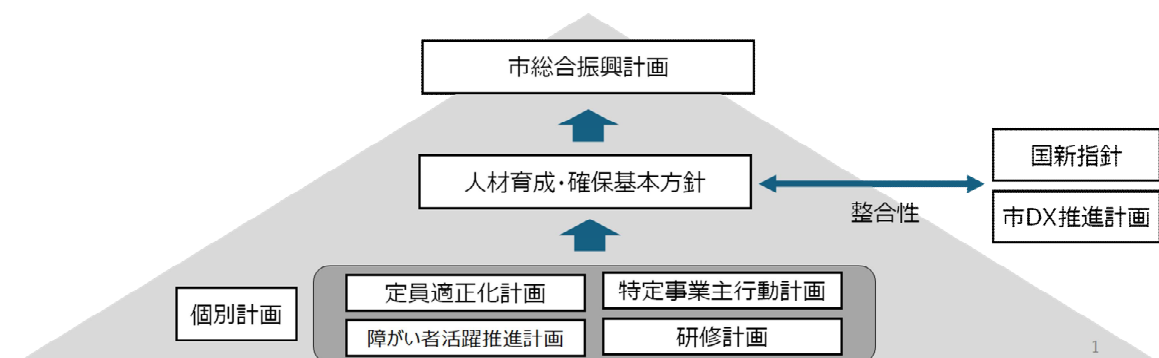 市総合振興計画
人材育成・確保基本方針
国新指針
整合性
市DX推進計画
個別計画
定員適正化計画
特定事業主行動計画
障がい者活躍推進計画
研修計画
1